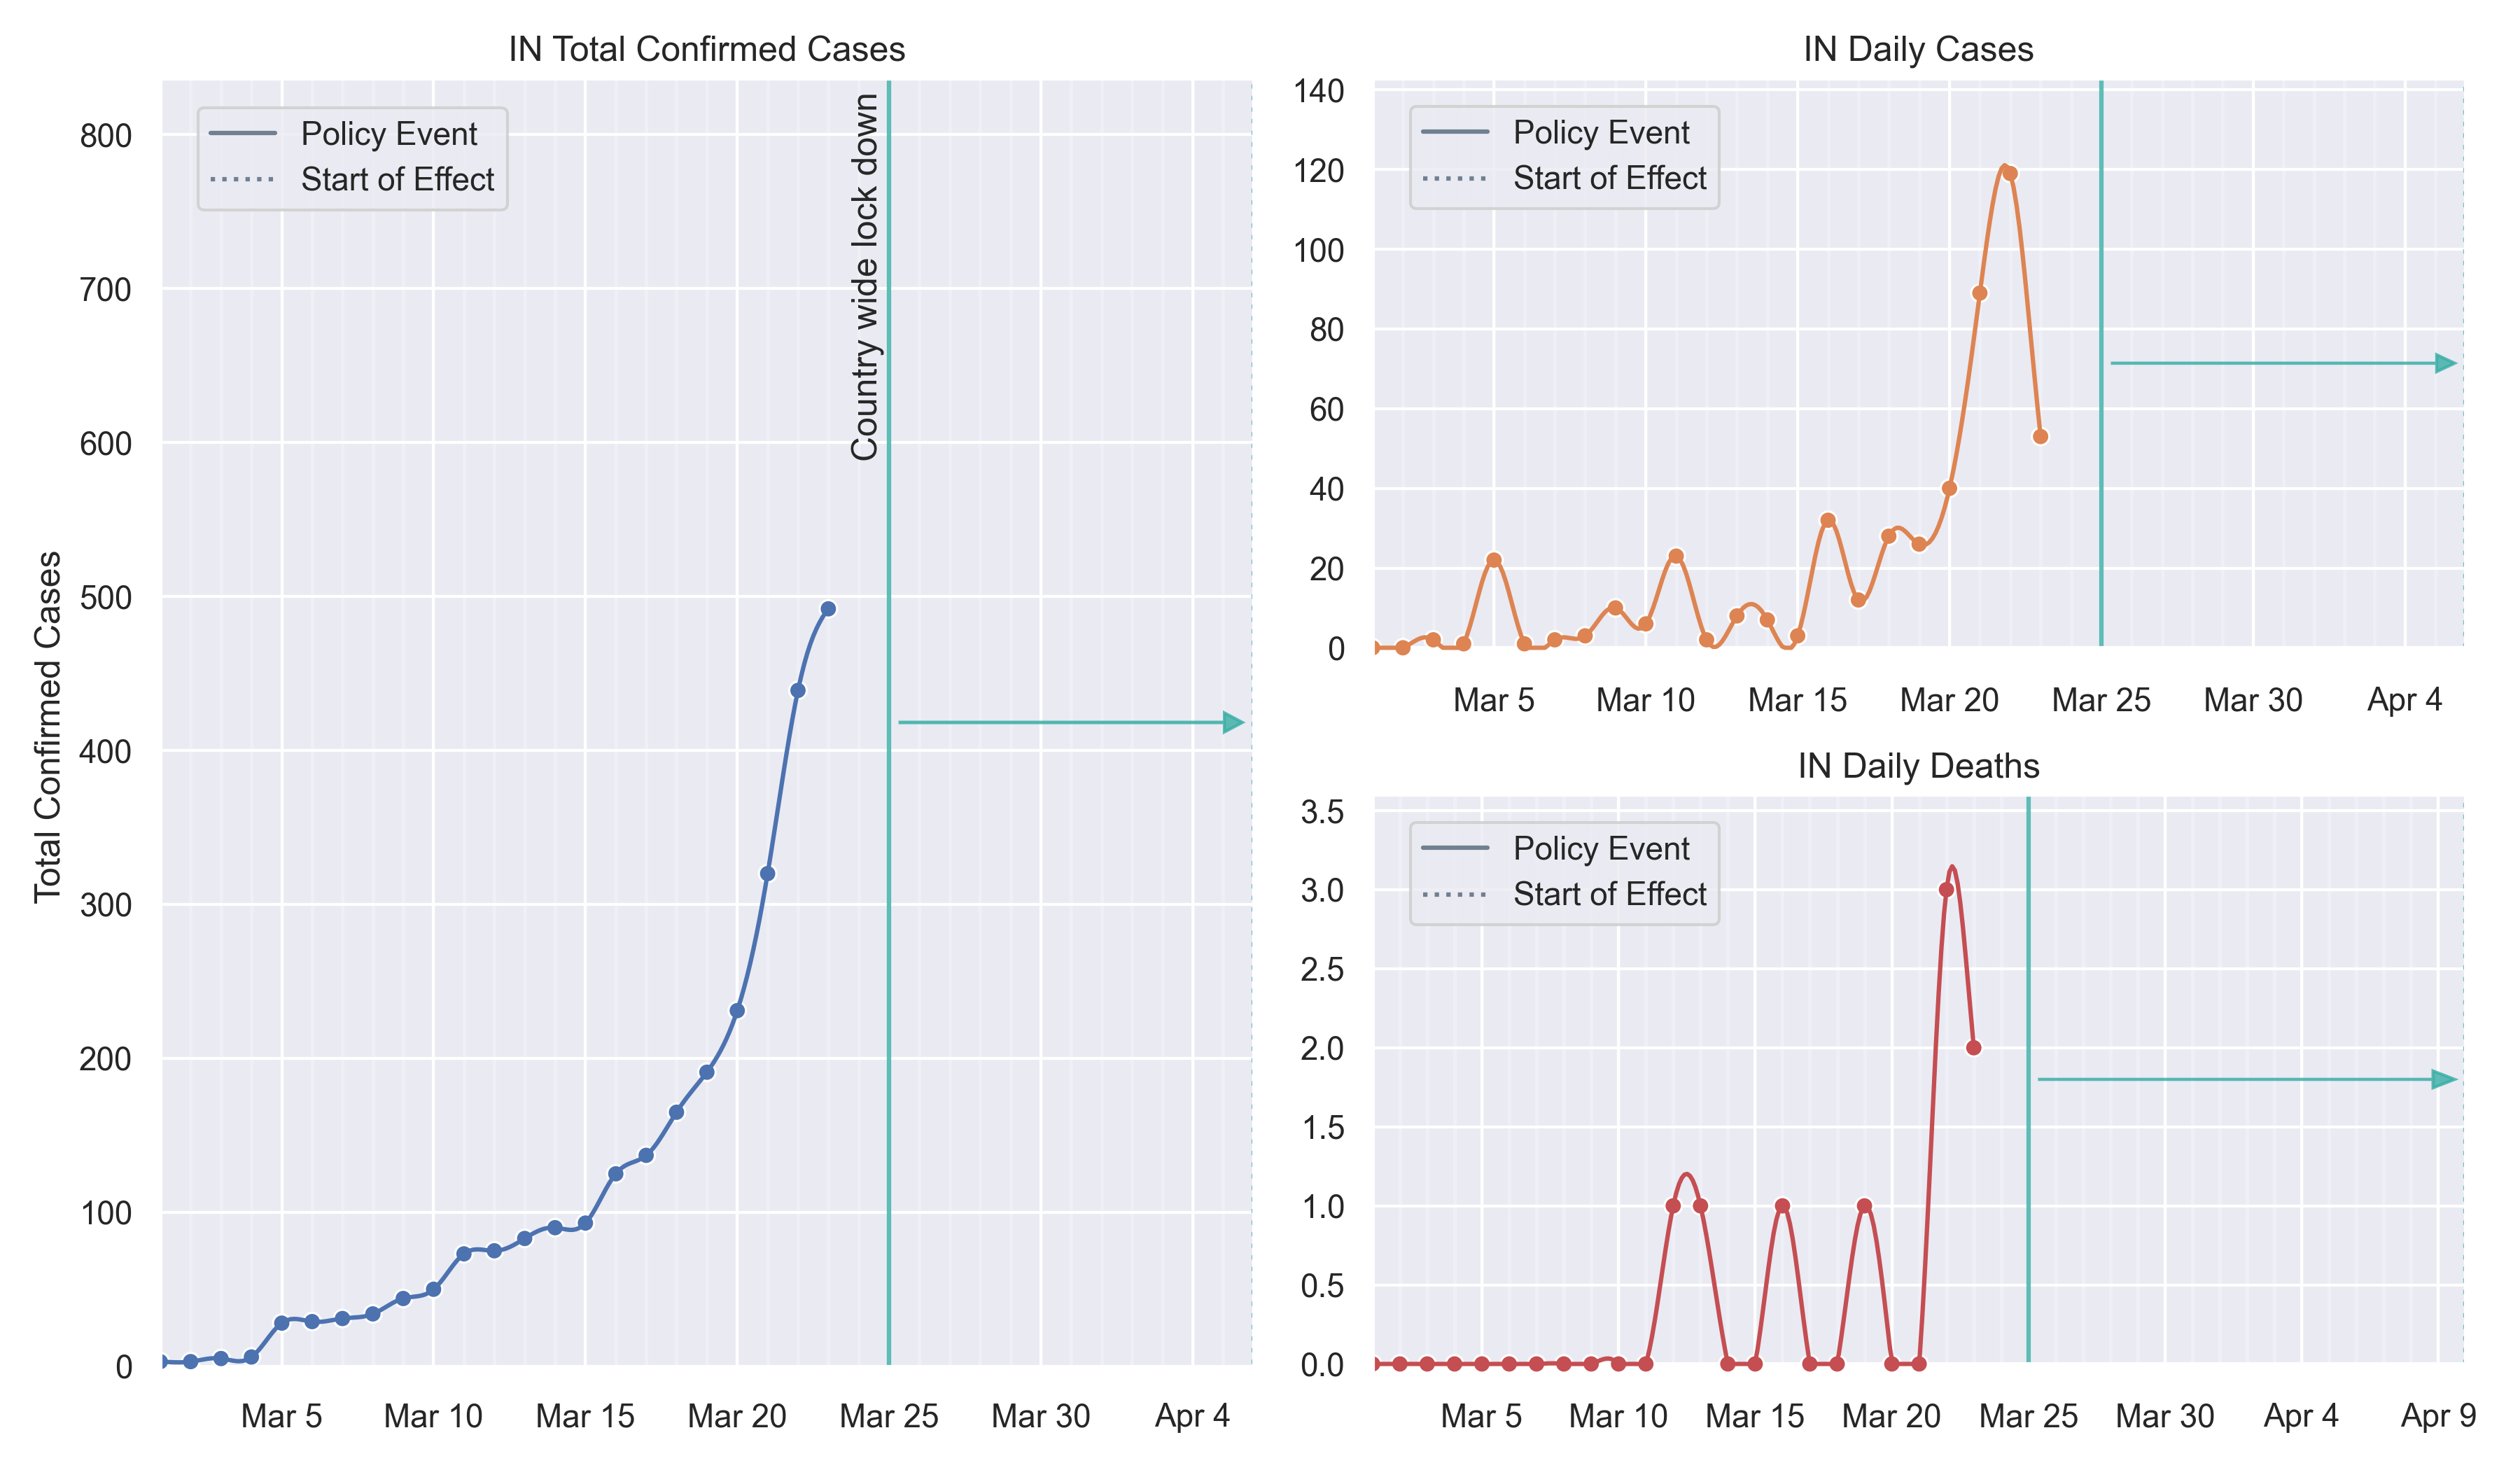 IN Total Confirmed Cases
Total Confirmed Cases
800
700
600
500
400
300
200
100
0
Policy Event
Start of Effect
Country wide lock down
Mar 5
Mar 10
Mar 15
Mar 20
Mar 25
Mar 30
Apr 4
IN Daily Cases
140
120
100
80
60
40
20
0
Policy Event
Start of Effect
Mar 5
Mar 10
Mar 15
Mar 20
Mar 25
Mar 30
Apr 4
IN Daily Deaths
3.5
3.0
2.5
2.0
1.5
1.0
0.5
0.0
Policy Event
Start of Effect
Mar 5
Mar 10
Mar 15
Mar 20
Mar 25
Mar 30
Apr 4
Apr 9